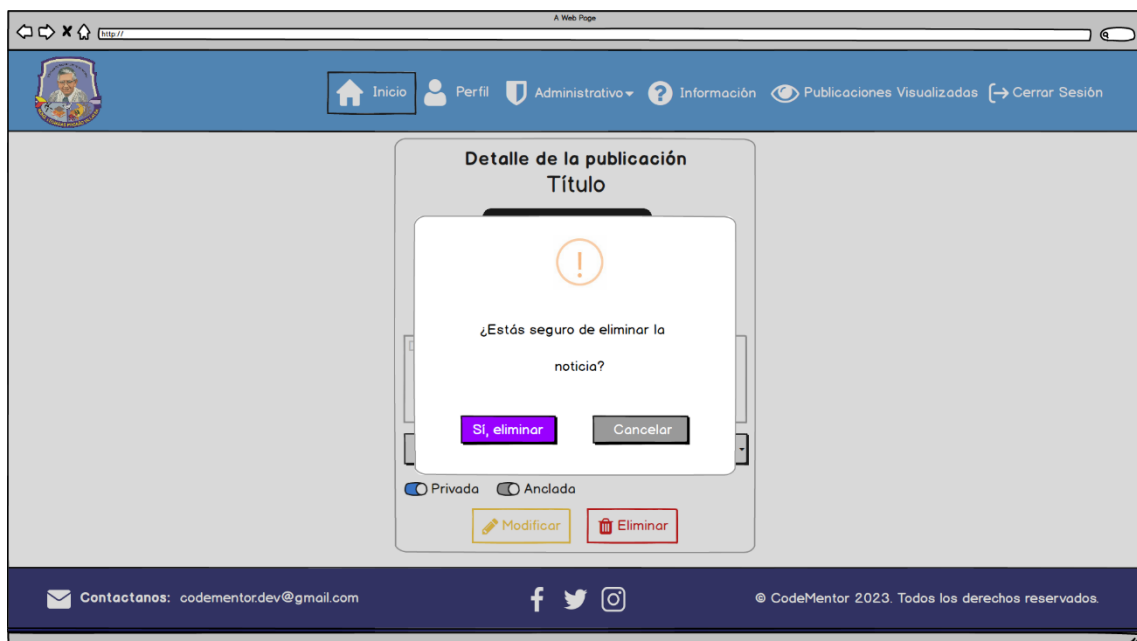 A Web Page
http://
Inicio Perfil Administrativo Información Publicaciones Visualizadas Cerrar Sesión
Detalle de la publicación
Título
¿Estás seguro de eliminar la
noticia?
Sí, eliminar Cancelar
Privada Anclada
Modificar Eliminar
Contactanos: codementor.dev@gmail.com © CodeMentor 2023. Todos los derechos reservados.